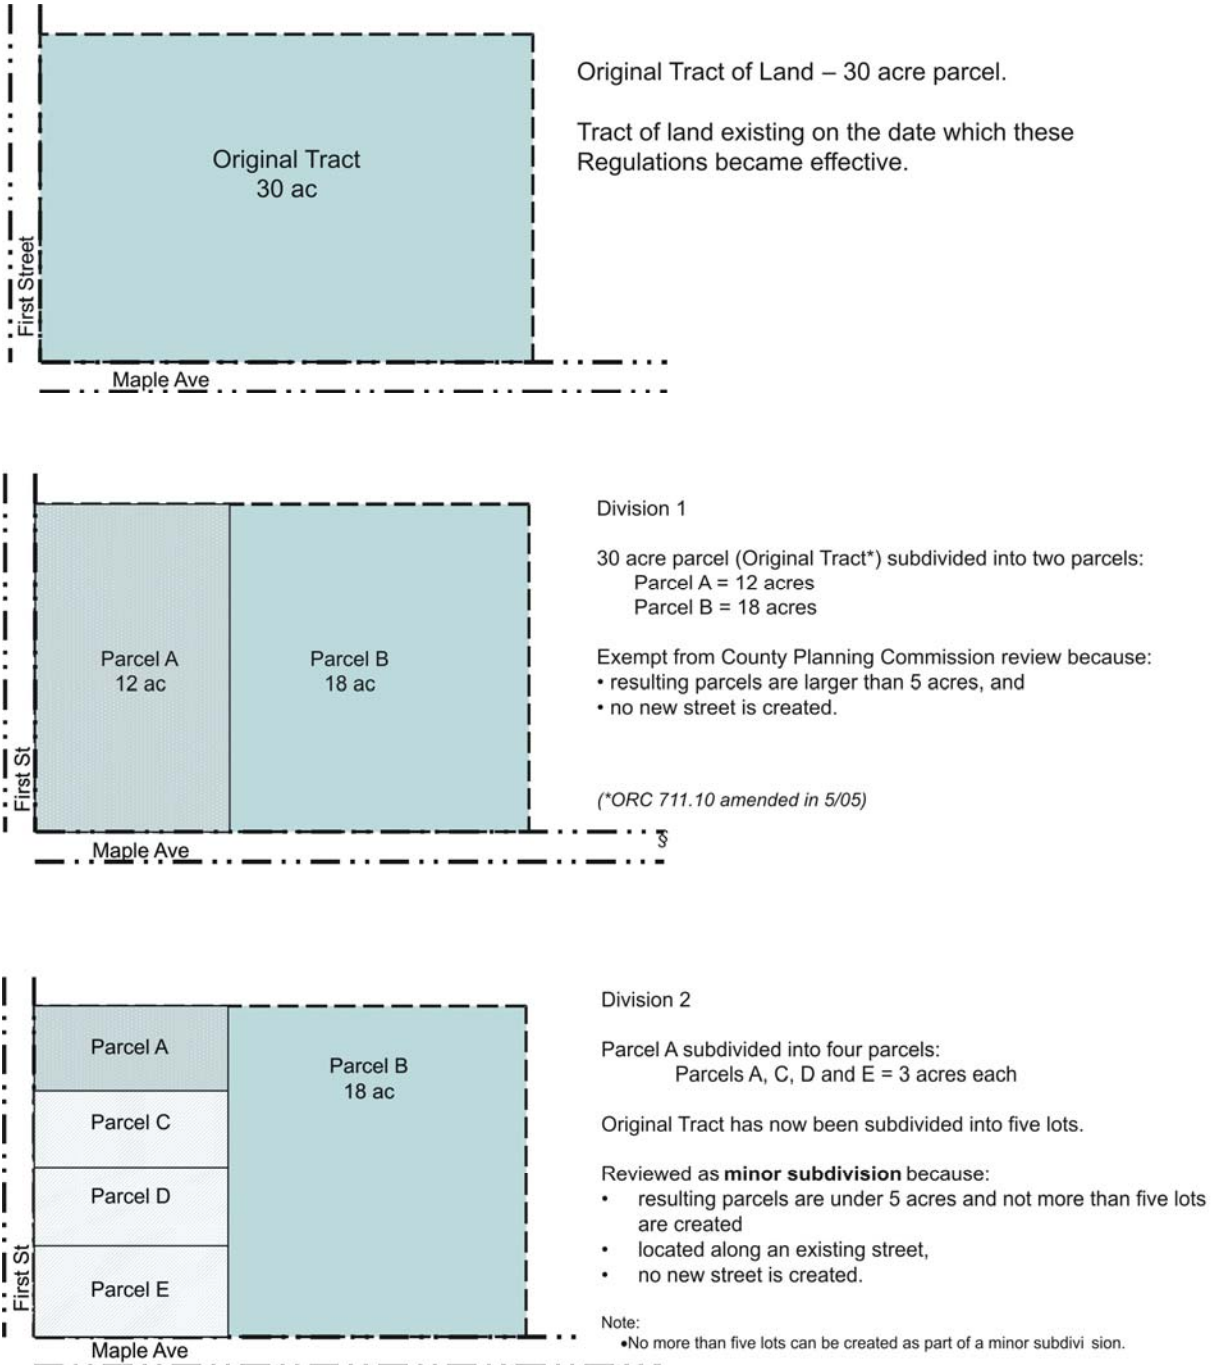 Original Tract of Land – 30 acre parcel.
Tract of land existing on the date which these
Regulations became effective.
Original Tract
30 ac
First Street
Maple Ave
Division 1
30 acre parcel (Original Tract*) subdivided into two parcels:
Parcel A = 12 acres
Parcel B = 18 acres
Exempt from County Planning Commission review because:
• resulting parcels are larger than 5 acres, and
• no new street is created.
(*ORC 711.10 amended in 5/05)
Parcel A
12 ac
Parcel B
18 ac
First St
Maple Ave
§
Division 2
Parcel A subdivided into four parcels:
Parcels A, C, D and E = 3 acres each
Original Tract has now been subdivided into five lots.
Reviewed as minor subdivision because:
• resulting parcels are under 5 acres and not more than five lots
are created
• located along an existing street,
• no new street is created.
Note:
•No more than five lots can be created as part of a minor subdivi sion.
Parcel A
Parcel C
Parcel D
Parcel E
Parcel B
18 ac
First St
Maple Ave